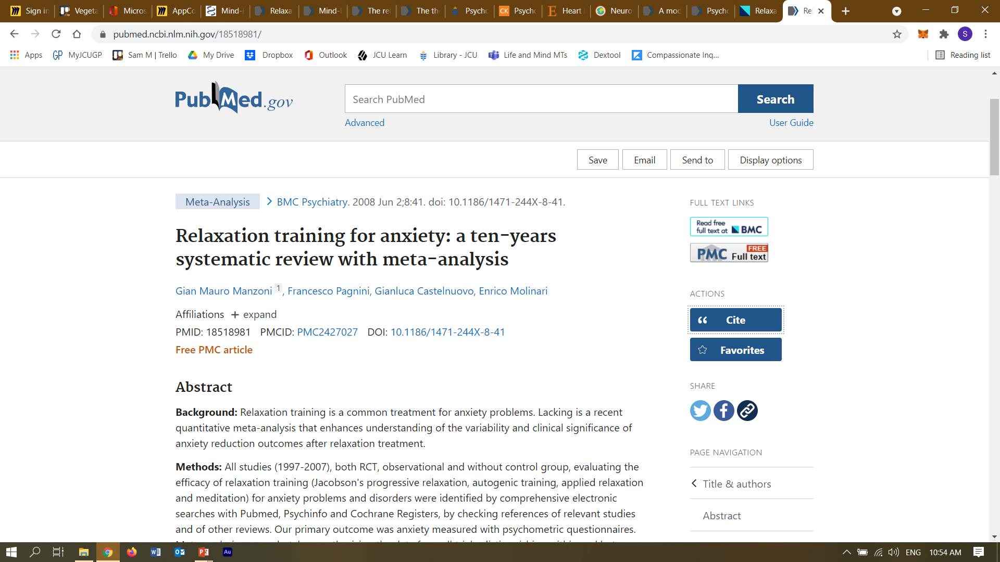 Sign in
Vegeta
Micros
AppCo
Mind-
Relaxa
Mind-
The re
The th
Psycho
CK
Psycho
E
Heart
Neuro
A mod
Psych
Relaxa
Re
pubmed.ncbi.nlm.nih.gov/18518981/
S
Apps
GP
MyJCUGP
Sam M | Trello
My Drive
Dropbox
Outlook
JCU Learn
Library - JCU
Life and Mind MTs
Dextool
Compassionate Inq...
Reading list
PubMed.gov
Search PubMed
Search
Advanced
User Guide
Save
Email
Send to
Display options
Meta-Analysis
BMC Psychiatry. 2008 Jun 2;8:41. doi: 10.1186/1471-244X-8-41.
Relaxation training for anxiety: a ten-years
systematic review with meta-analysis
Gian Mauro Manzoni 1, Francesco Pagnini, Gianluca Castelnuovo, Enrico Molinari
Affiliations + expand
PMID: 18518981 PMCID: PMC2427027 DOI: 10.1186/1471-244X-8-41
Free PMC article
Abstract
Background: Relaxation training is a common treatment for anxiety problems. Lacking is a recent
quantitative meta-analysis that enhances understanding of the variability and clinical significance of
anxiety reduction outcomes after relaxation treatment.
Methods: All studies (1997-2007), both RCT, observational and without control group, evaluating the
efficacy of relaxation training (Jacobson's progressive relaxation, autogenic training, applied relaxation
and meditation) for anxiety problems and disorders were identified by comprehensive electronic
searches with Pubmed, Psychinfo and Cochrane Registers, by checking references of relevant studies
and of other reviews. Our primary outcome was anxiety measured with psychometric questionnaires.
FULL TEXT LINKS
Read free
full text at BMC
PMC FREE
Full text
ACTIONS
Cite
Favorites
SHARE
PAGE NAVIGATION
Title & authors
Abstract
Au
ENG
10:54 AM